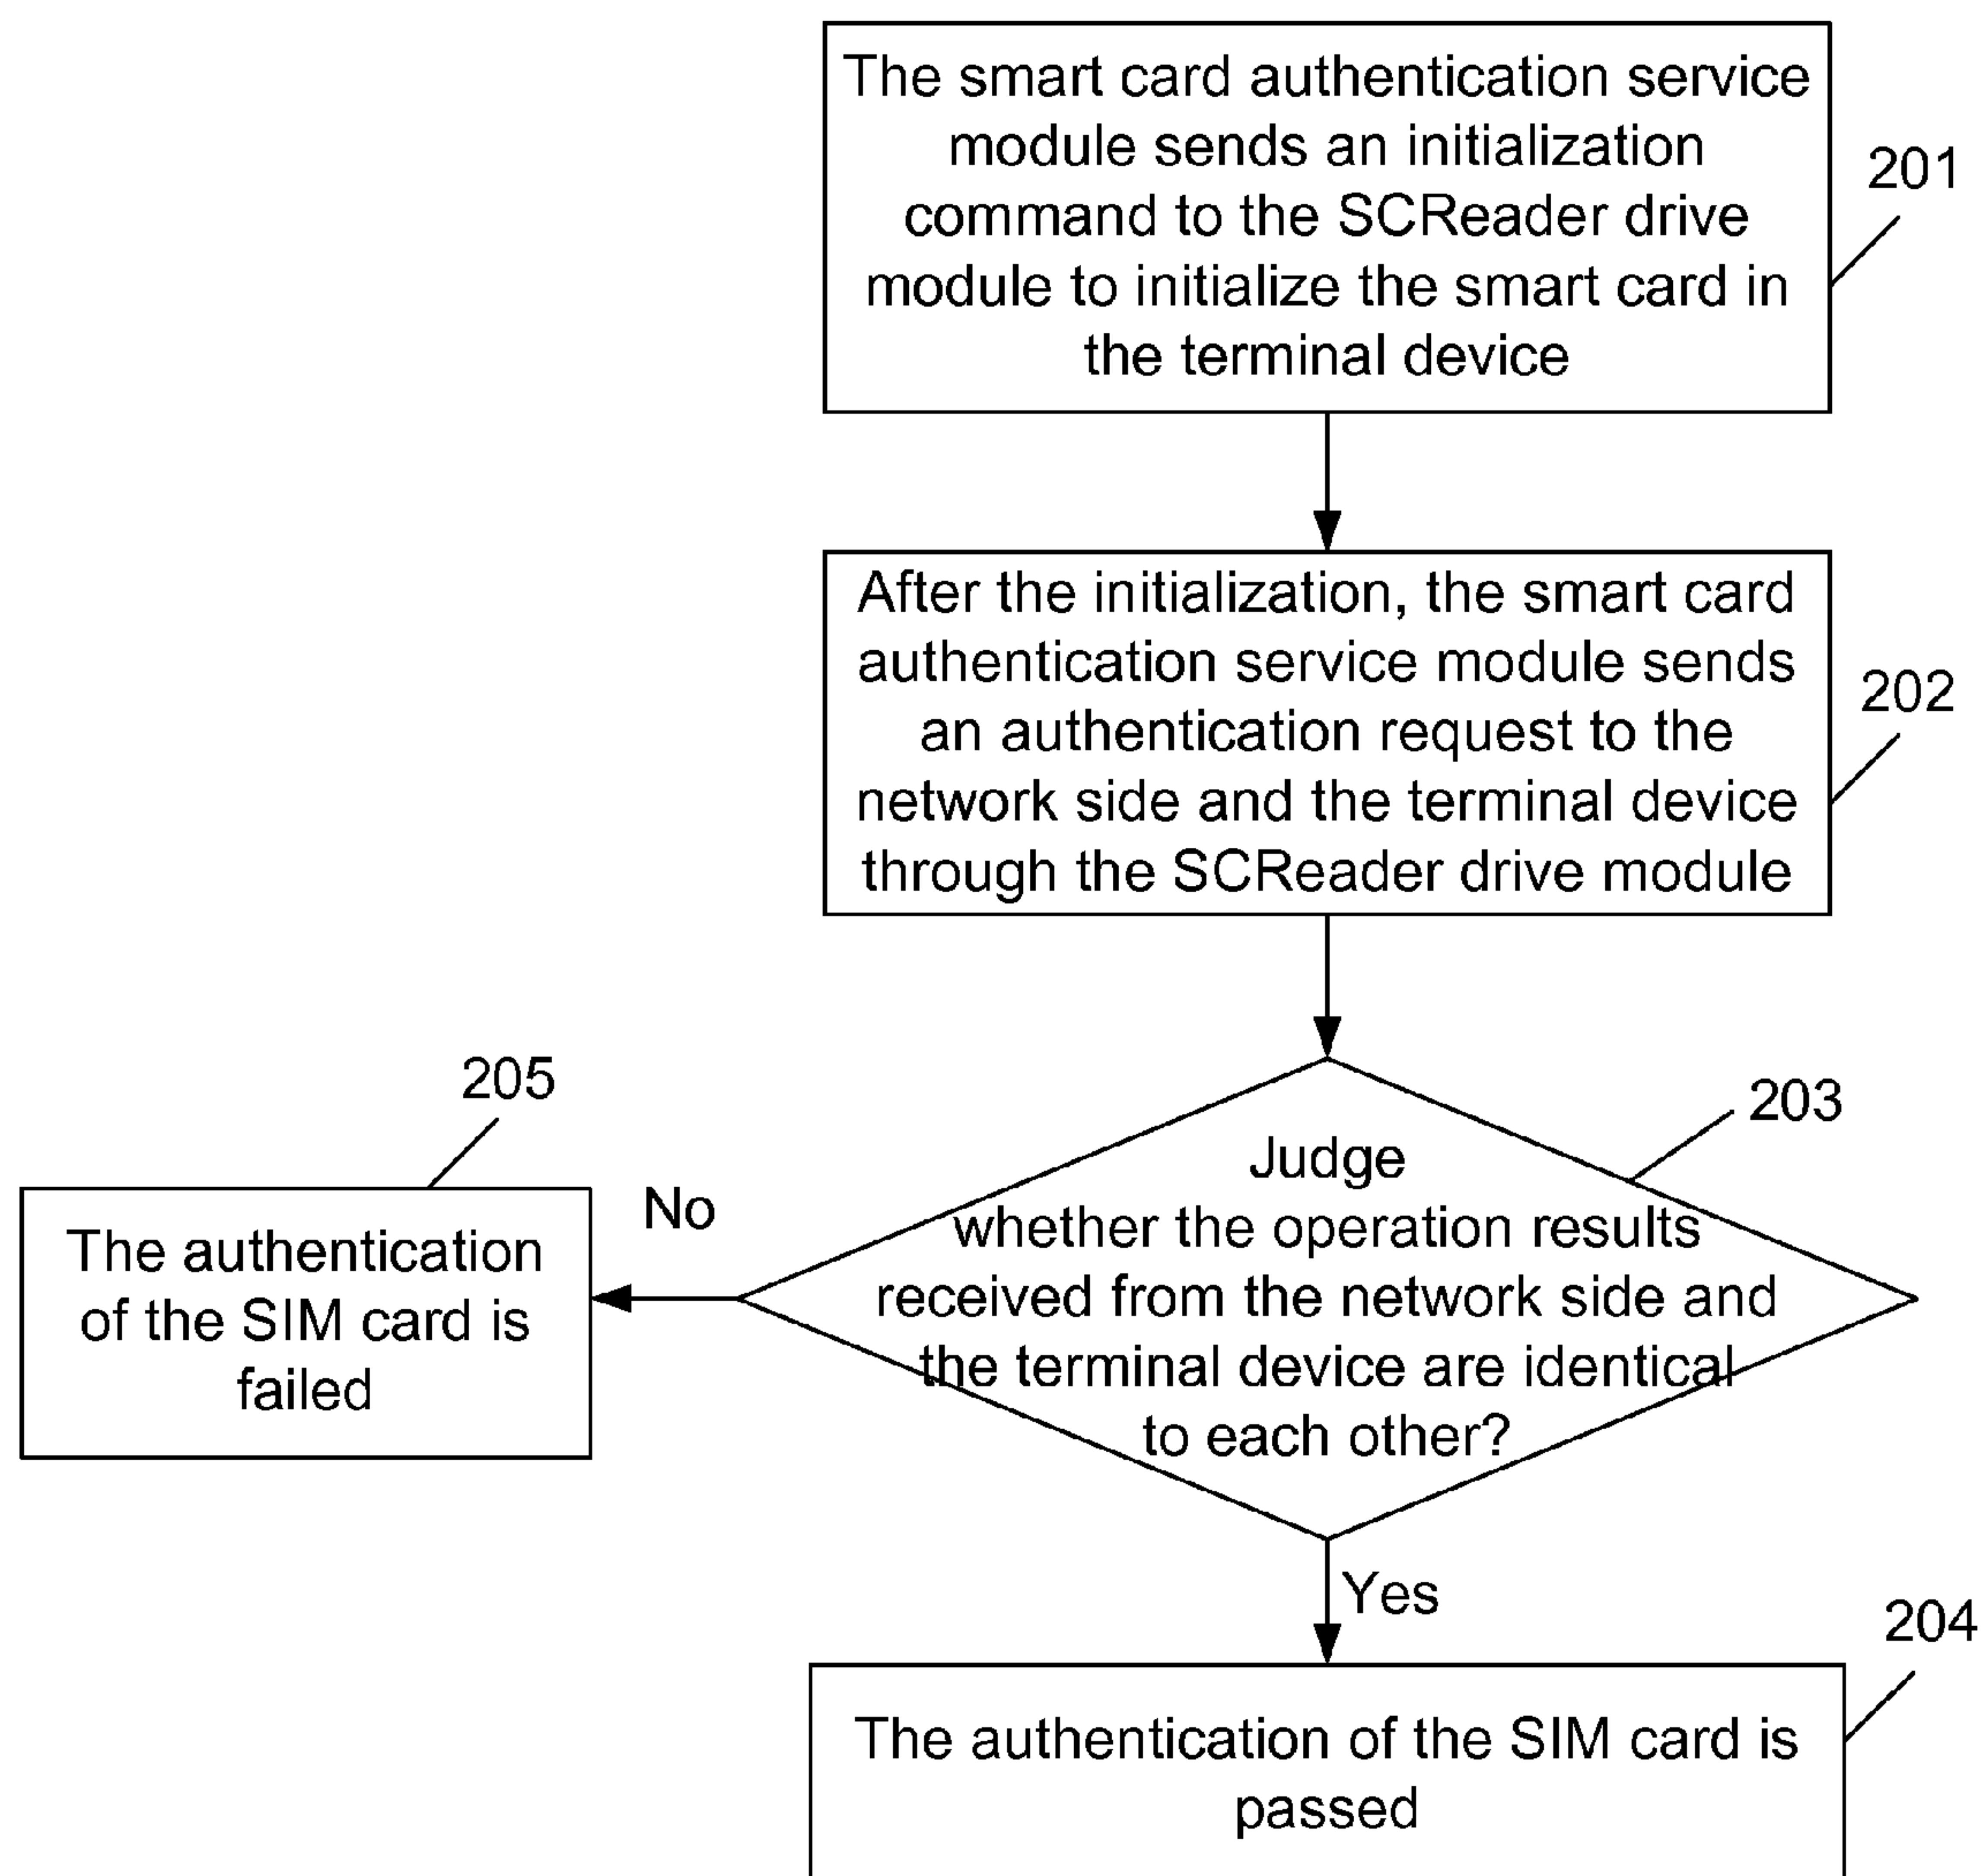 The smart card authentication service
module sends an initialization
command to the SCReader drive
module to initialize the smart card in
the terminal device
201
After the initialization, the smart card
authentication service module sends
an authentication request to the
network side and the terminal device
through the SCReader drive module
202
203
Judge
whether the operation results
received from the network side and
the terminal device are identical
to each other?
No
205
The authentication
of the SIM card is
failed
Yes
204
The authentication of the SIM card is
passed